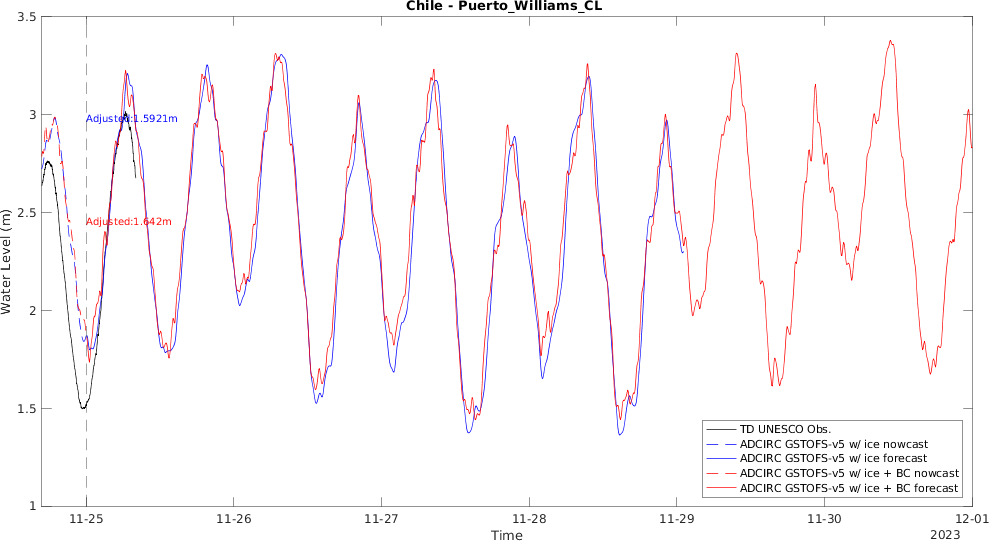 Chile - Puerto_Williams_CL
3.5
3
2.5
2
1.5
1
Water Level (m)
Adjusted:1.5921m
Adjusted:1.642m
TD UNESCO Obs.
ADCIRC GSTOFS-v5 w/ ice nowcast
ADCIRC GSTOFS-v5 w/ ice forecast
ADCIRC GSTOFS-v5 w/ ice + BC nowcast
ADCIRC GSTOFS-v5 w/ ice + BC forecast
11-25 11-26 11-27 11-28 11-29 11-30 12-01
Time
2023